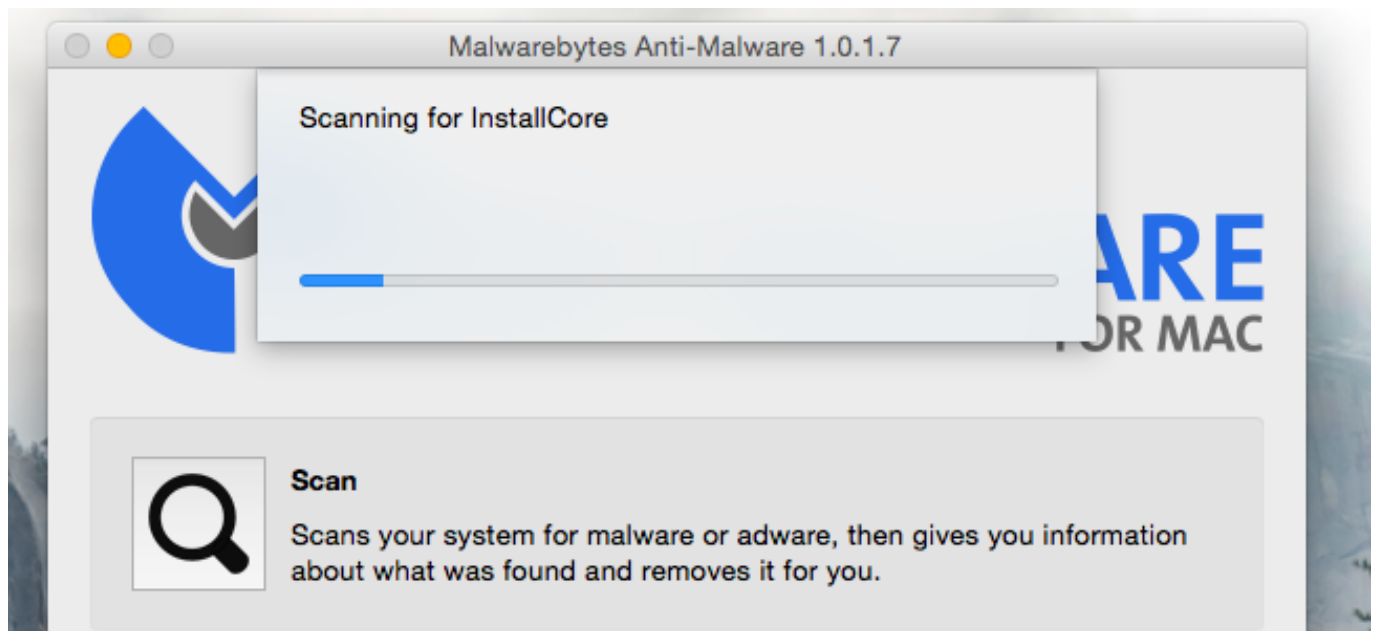 Malwarebytes Anti-Malware 1.0.1.7
Scanning for InstallCore
ARE
FOR MAC
Scan
Scans your system for malware or adware, then gives you information
about what was found and removes it for you.